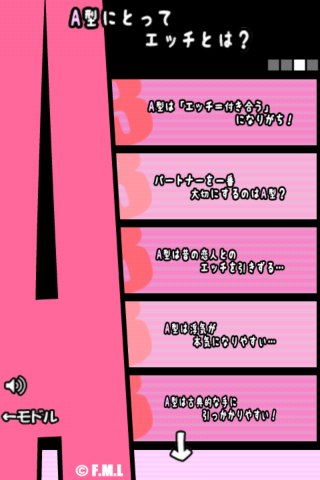 A型にとって
エッチとは？
A型は「エッチ＝付き合う」
になりがち！
パートナーを一番
大切にするのはA型？
A型は昔の恋人との
エッチを引きずる…
A型は浮気が
本気になりやすい…
A型は古典的な手に
引っかかりやすい！
←モドル
© F.M.L